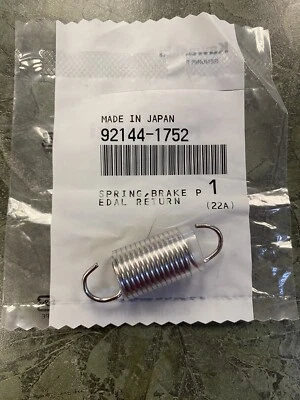 MADE IN JAPAN
92144-1752
SPRING,BRAKE P 1
EDAL RETURN (22A)